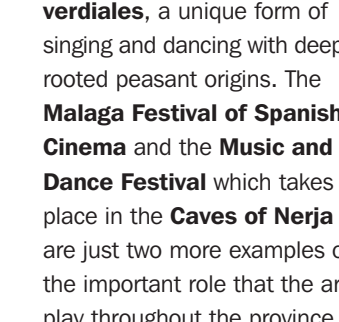 verdiales, a unique form of
singing and dancing with deep
rooted peasant origins. The
Malaga Festival of Spanish
Cinema and the Music and
Dance Festival which takes
place in the Caves of Nerja
are just two more examples
the important role that the
play throughout the province